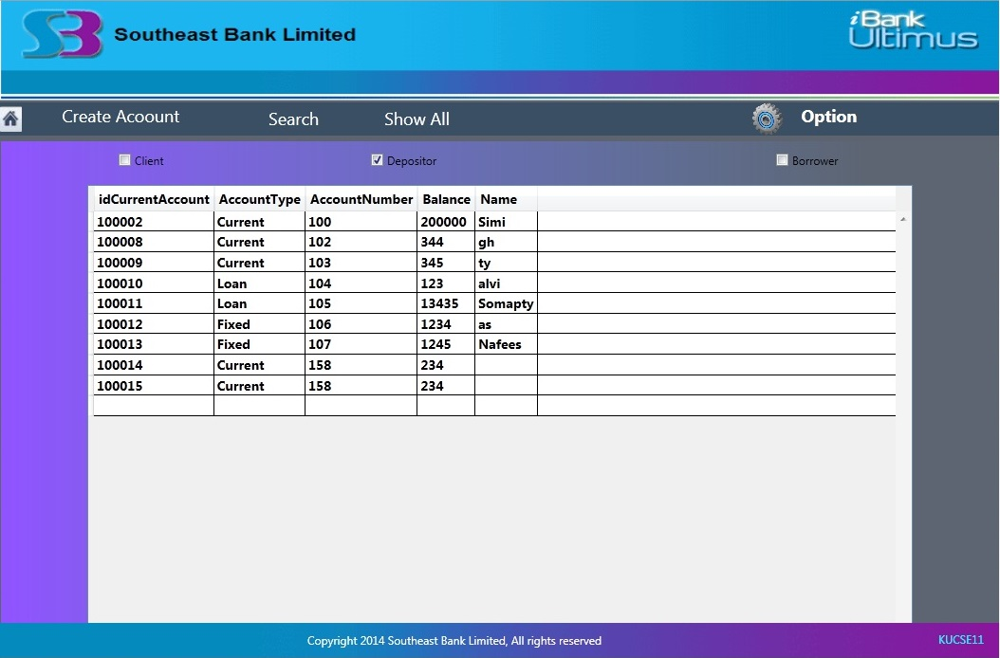 SB Southeast Bank Limited
iBank
Ultimus
Create Acoount Search Show All Option
Client Depositor Borrower
idCurrentAccount AccountType AccountNumber Balance Name
100002 Current 100 200000 Simi
100008 Current 102 344 gh
100009 Current 103 345 ty
100010 Loan 104 123 alvi
100011 Loan 105 13435 Somapty
100012 Fixed 106 1234 as
100013 Fixed 107 1245 Nafees
100014 Current 158 234
100015 Current 158 234
Copyright 2014 Southeast Bank Limited, All rights reserved KUCSE11